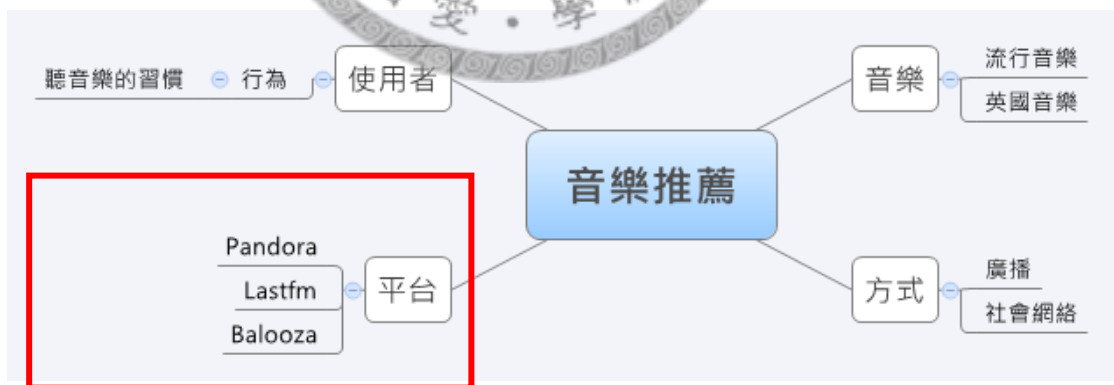 變・學
聽音樂的習慣
行為
使用者
音樂
流行音樂
英國音樂
音樂推薦
Pandora
Lastfm
Balooza
平台
方式
廣播
社會網絡